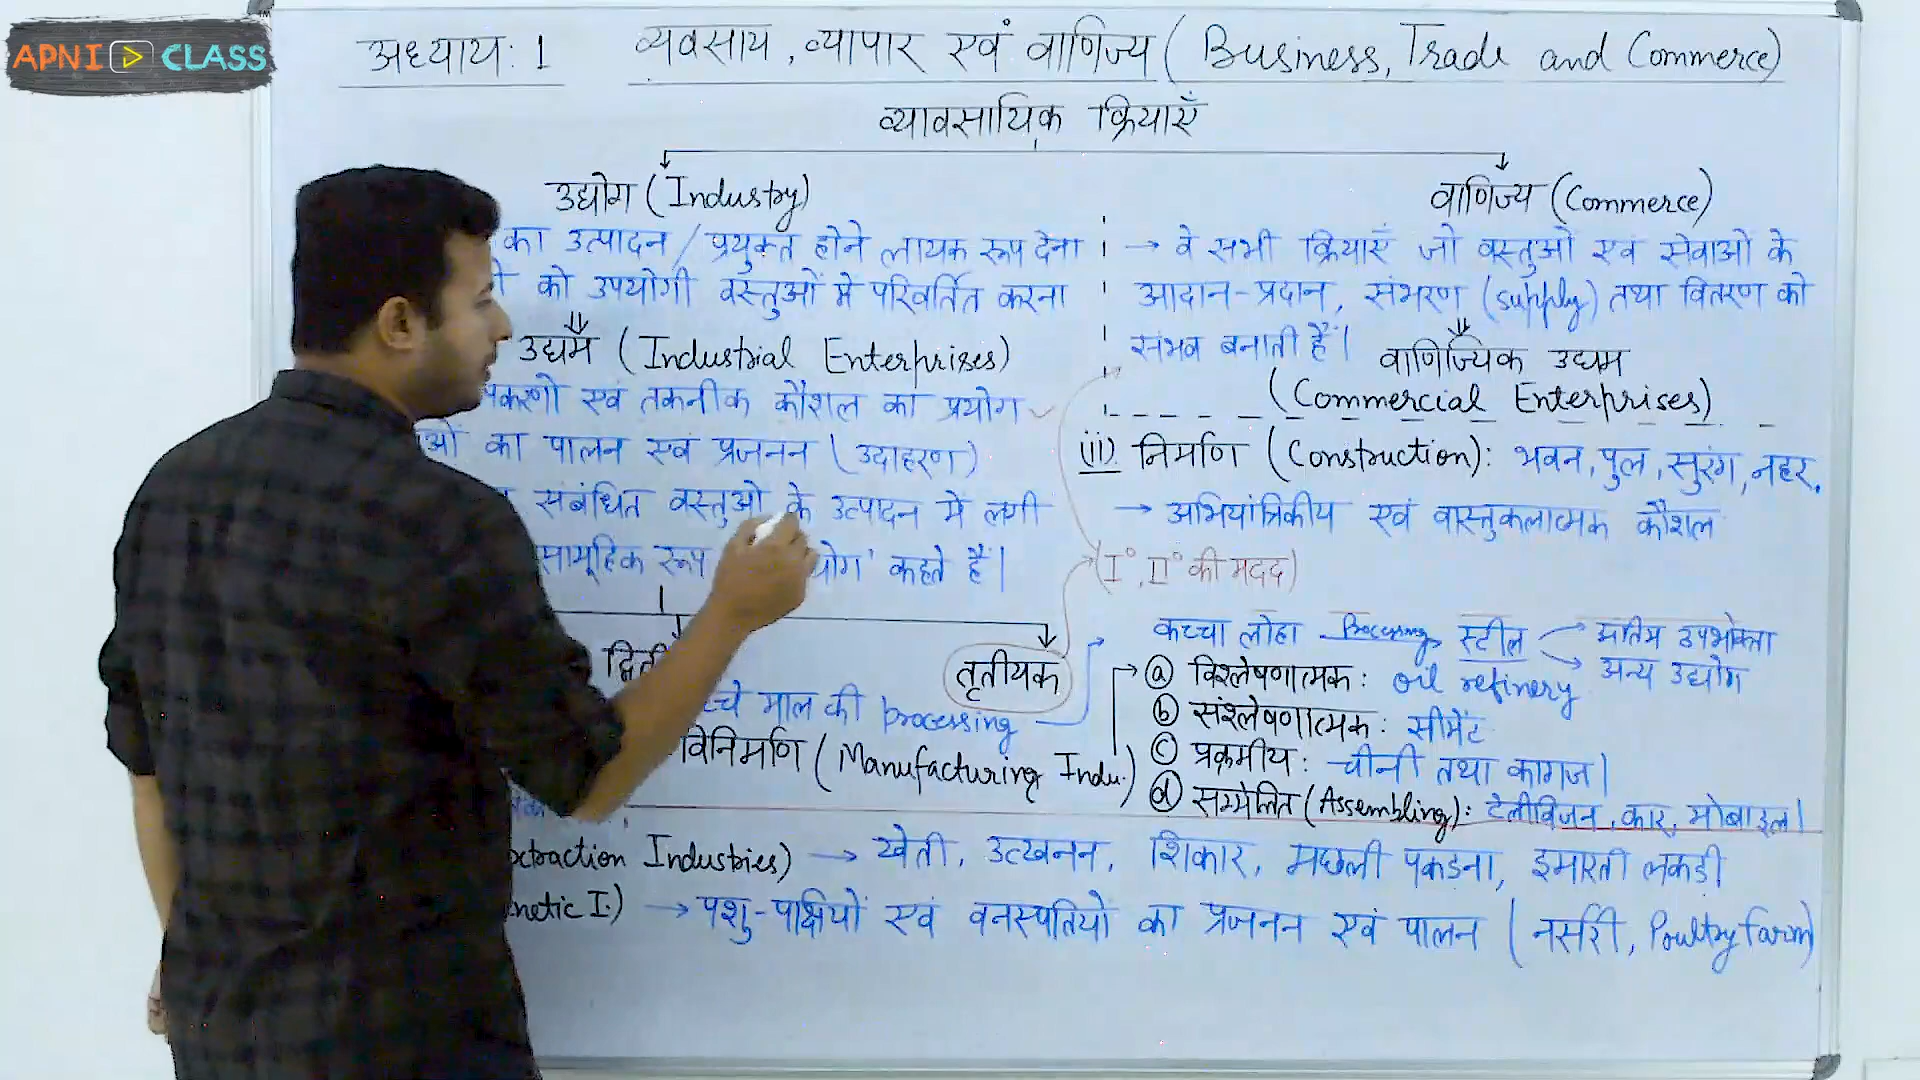 APNI CLASS
अध्याय: 1 व्यवसाय, व्यापार एवं वाणिज्य (Business, Trade and Commerce)
व्यावसायिक क्रियाएँ
उद्योग (Industry)
का उत्पादन / प्रयुक्त होने लायक रूप देना
को उपयोगी वस्तुओं में परिवर्तित करना
उद्यम (Industrial Enterprises)
एवं तकनीक कौशल का प्रयोग
का पालन एवं प्रजनन (उदाहरण)
संबंधित वस्तुओ के उत्पादन में लगी
सामूहिक रूप कहते हैं।
वाणिज्य (Commerce)
→ वे सभी क्रियाएँ जो वस्तुओं एवं सेवाओं के
आदान-प्रदान, संभरण (supply) तथा वितरण को
संभव बनाती हैं।
वाणिज्यिक उद्यम
(Commercial Enterprises)
(ii) निर्माण (Construction): भवन, पुल, सुरंग, नहर.
→ अभियांत्रिकीय एवं वास्तुकलात्मक कौशल
(I°, II° की मदद)
तृतीयक
माल की processing
विनिर्माण (Manufacturing Indu.)
कच्चा लोहा Processing स्टील
अंतिम उपभोक्ता
अन्य उद्योग
ⓐ विश्लेषणात्मक: oil refinery
ⓑ संश्लेषणात्मक: सीमेंट
ⓒ प्रक्रमीय: चीनी तथा कागज।
ⓓ सम्मेलित (Assembling): टेलीविजन, कार, मोबाइल।
Industries) → खेती, उत्खनन, शिकार, मछली पकडना, इमारती लकड़ी
I.) → पशु-पक्षियों एवं वनस्पतियों का प्रजनन एवं पालन (नर्सरी, Poultry farm)